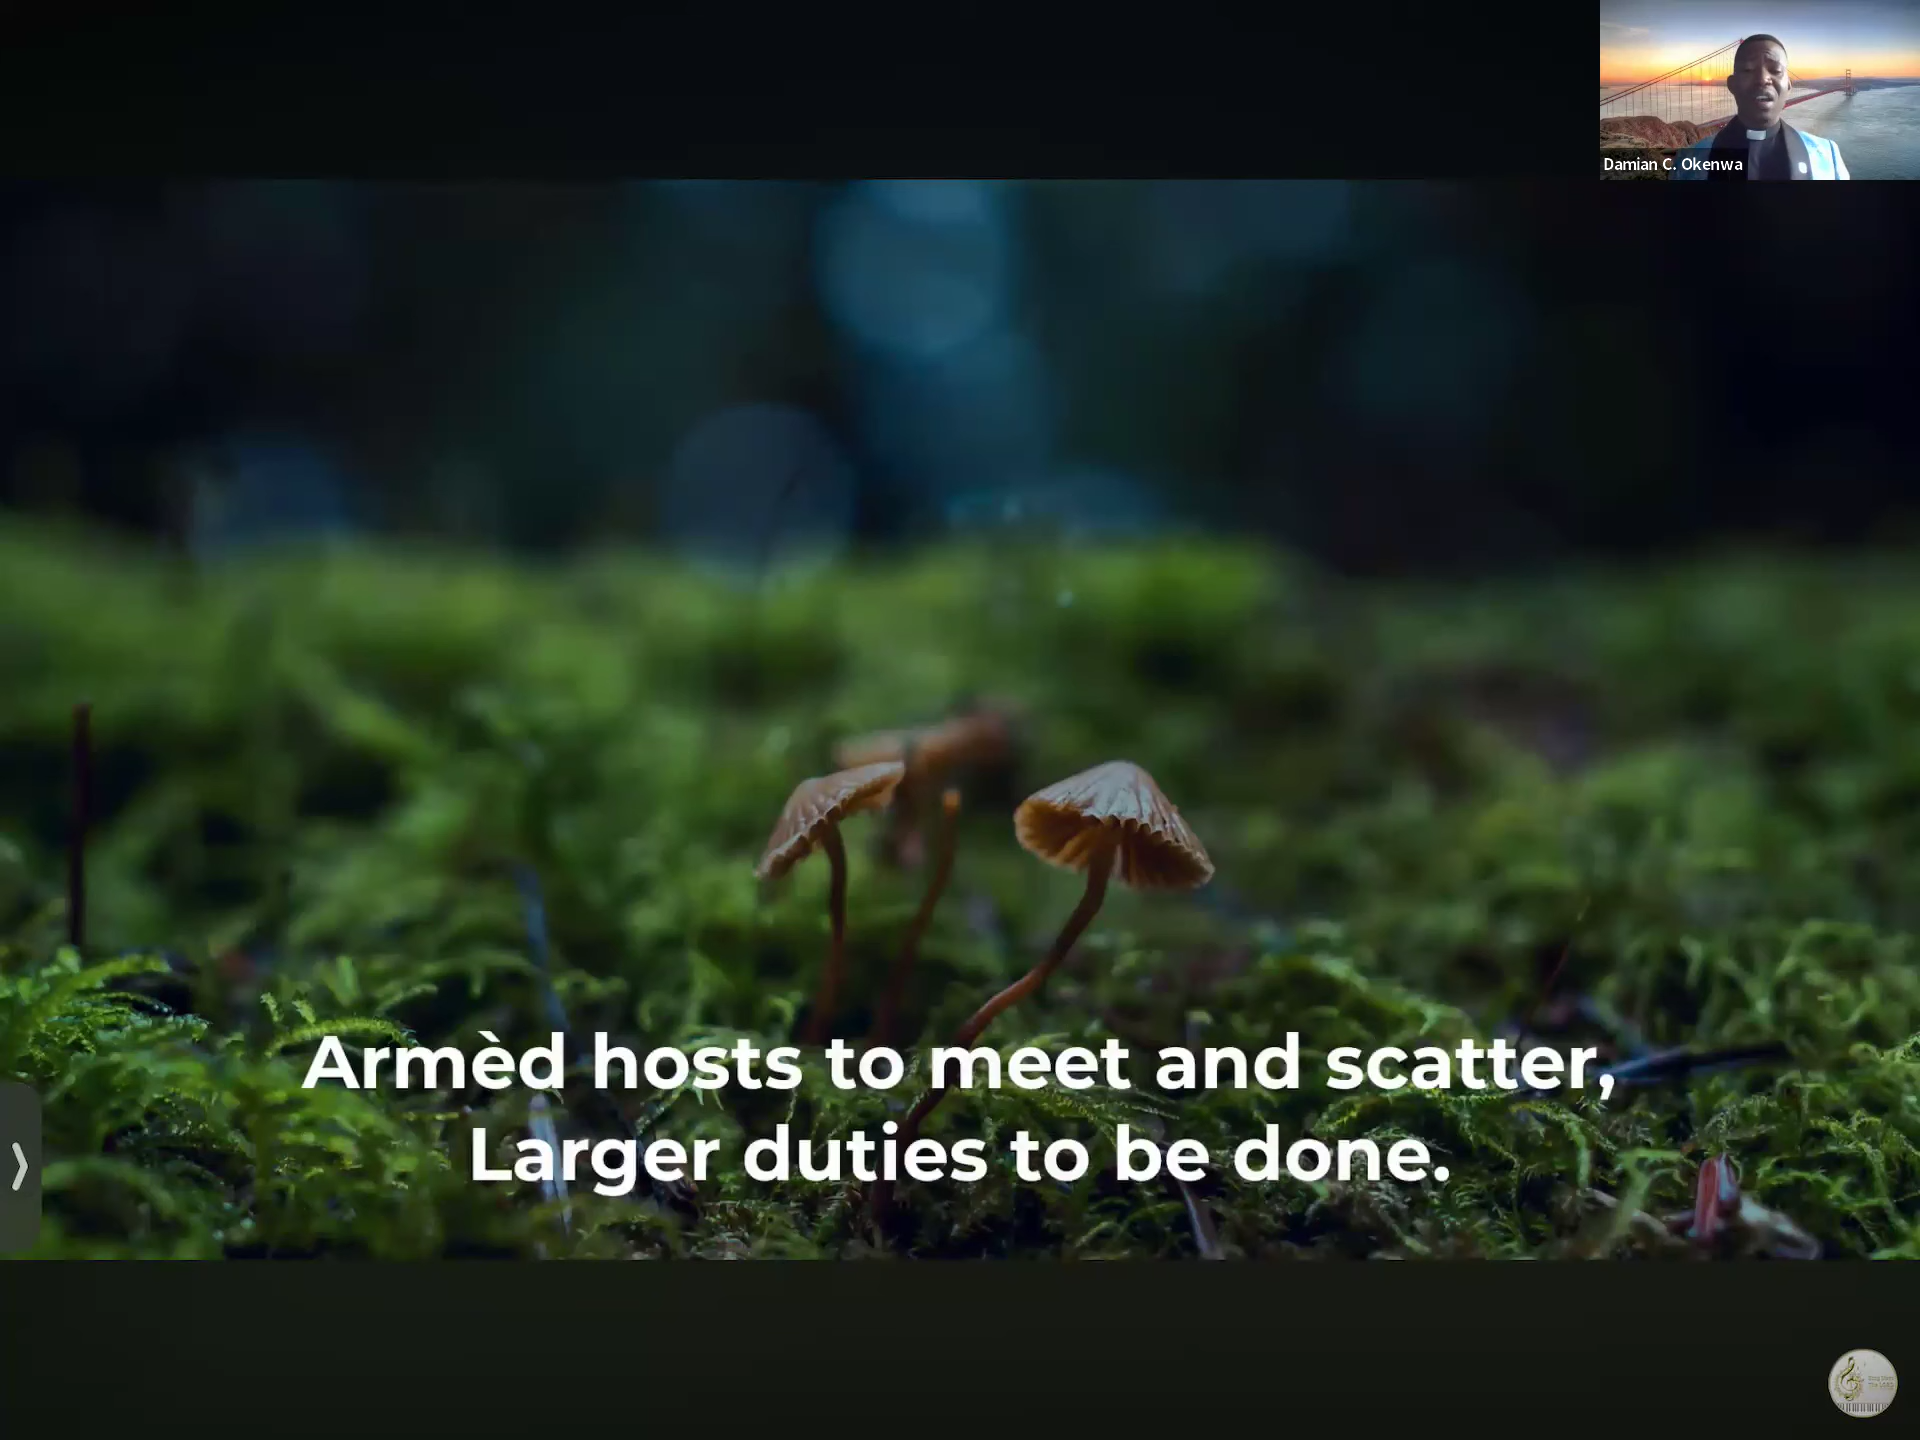 Damian C. Okenwa
Armèd hosts to meet and scatter,
Larger duties to be done.